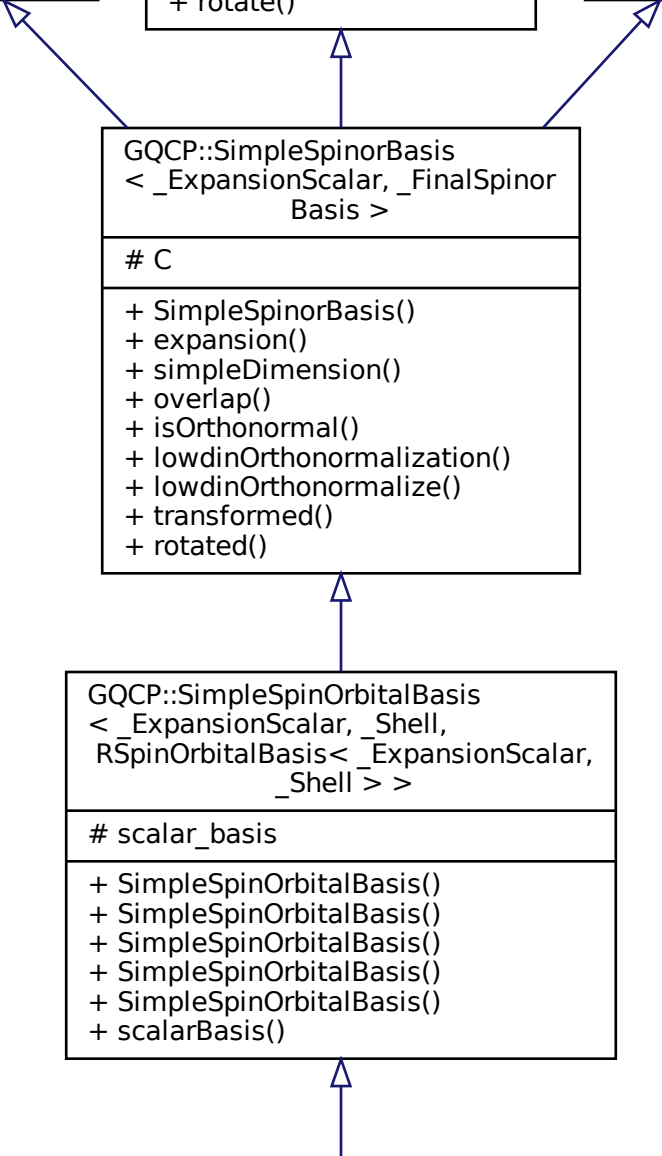 + rotate()
GQCP::SimpleSpinorBasis
< _ExpansionScalar, _FinalSpinor
Basis >
# C
+ SimpleSpinorBasis()
+ expansion()
+ simpleDimension()
+ overlap()
+ isOrthonormal()
+ lowdinOrthonormalization()
+ lowdinOrthonormalize()
+ transformed()
+ rotated()
GQCP::SimpleSpinOrbitalBasis
< _ExpansionScalar, _Shell,
RSpinOrbitalBasis< _ExpansionScalar,
_Shell > >
# scalar_basis
+ SimpleSpinOrbitalBasis()
+ SimpleSpinOrbitalBasis()
+ SimpleSpinOrbitalBasis()
+ SimpleSpinOrbitalBasis()
+ SimpleSpinOrbitalBasis()
+ scalarBasis()